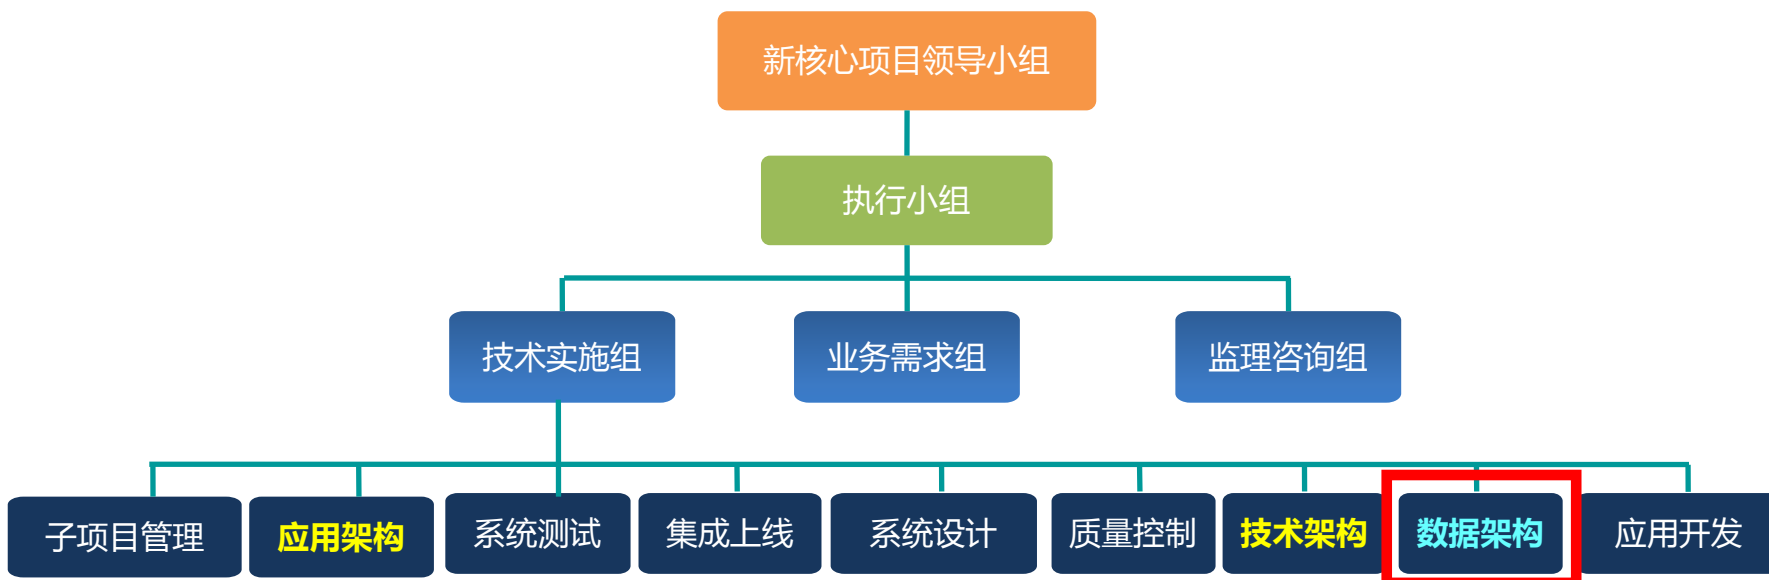 新核心项目领导小组
执行小组
技术实施组
业务需求组
监理咨询组
子项目管理
应用架构
系统测试
集成上线
系统设计
质量控制
技术架构
数据架构
应用开发